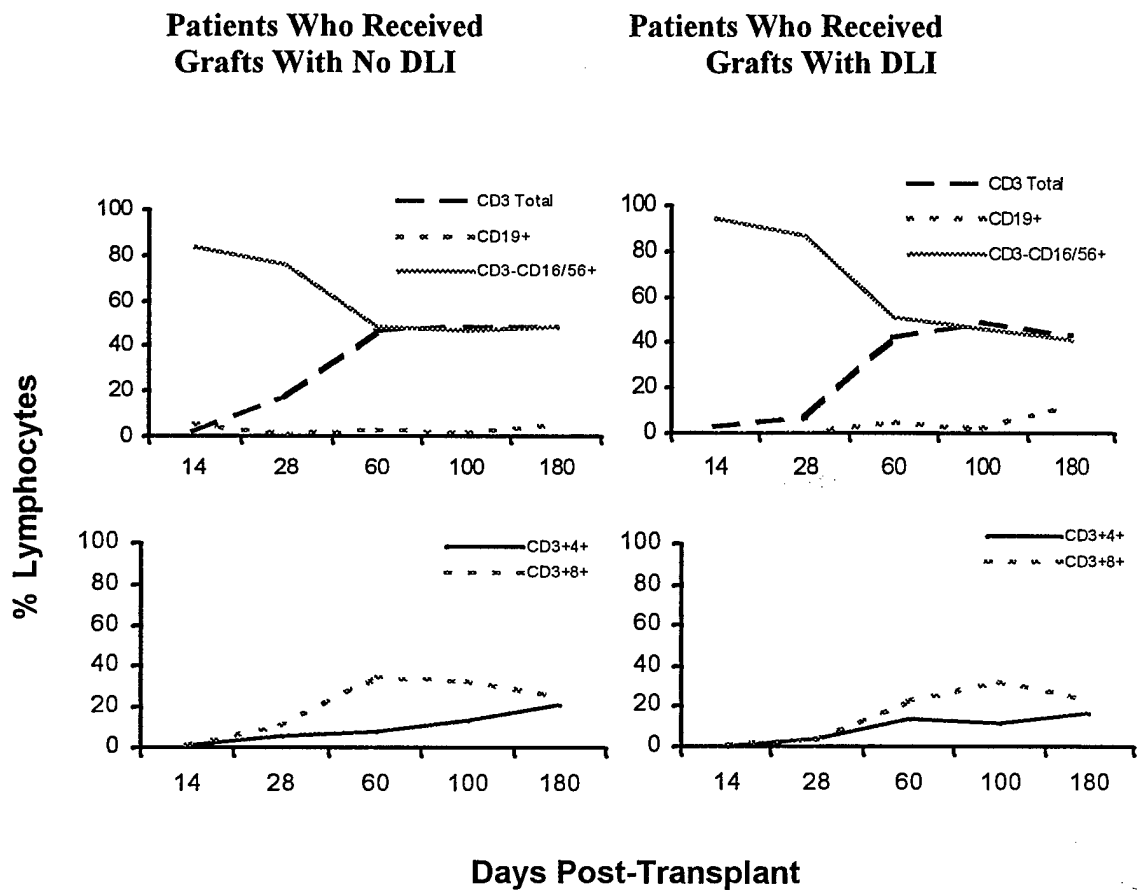 Patients Who Received
Grafts With No DLI
Patients Who Received
Grafts With DLI
% Lymphocytes
CD3 Total
CD19+
CD3-CD16/56+
100
80
60
40
20
0
14 28 60 100 180
CD3 Total
CD19+
CD3-CD16/56+
100
80
60
40
20
0
14 28 60 100 180
CD3+4+
CD3+8+
100
80
60
40
20
0
14 28 60 100 180
CD3+4+
CD3+8+
100
80
60
40
20
0
14 28 60 100 180
Days Post-Transplant